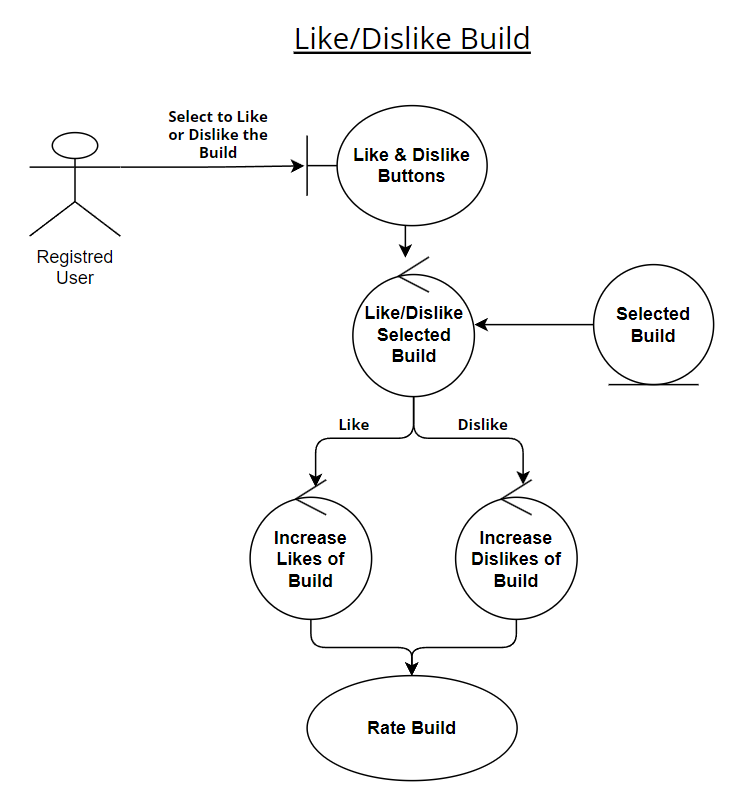 Like/Dislike Build
Select to Like
or Dislike the
Build
Like & Dislike
Buttons
Registred
User
Like/Dislike
Selected
Build
Selected
Build
Like
Dislike
Increase
Likes of
Build
Increase
Dislikes of
Build
Rate Build